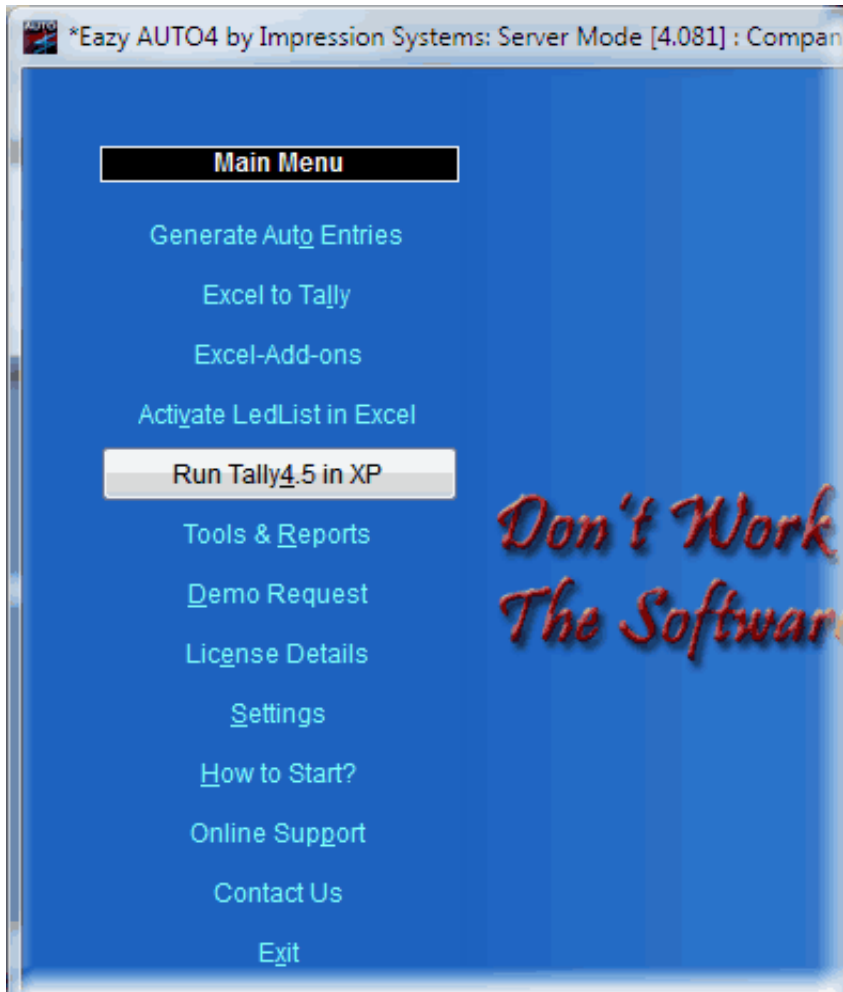 *Eazy AUTO4 by Impression Systems: Server Mode [4.081] : Compan
Main Menu
Generate Auto Entries
Excel to Tally
Excel-Add-ons
Activate LedList in Excel
Run Tally4.5 in XP
Tools & Reports
Demo Request
License Details
Settings
How to Start?
Online Support
Contact Us
Exit
Don't Work
The Software